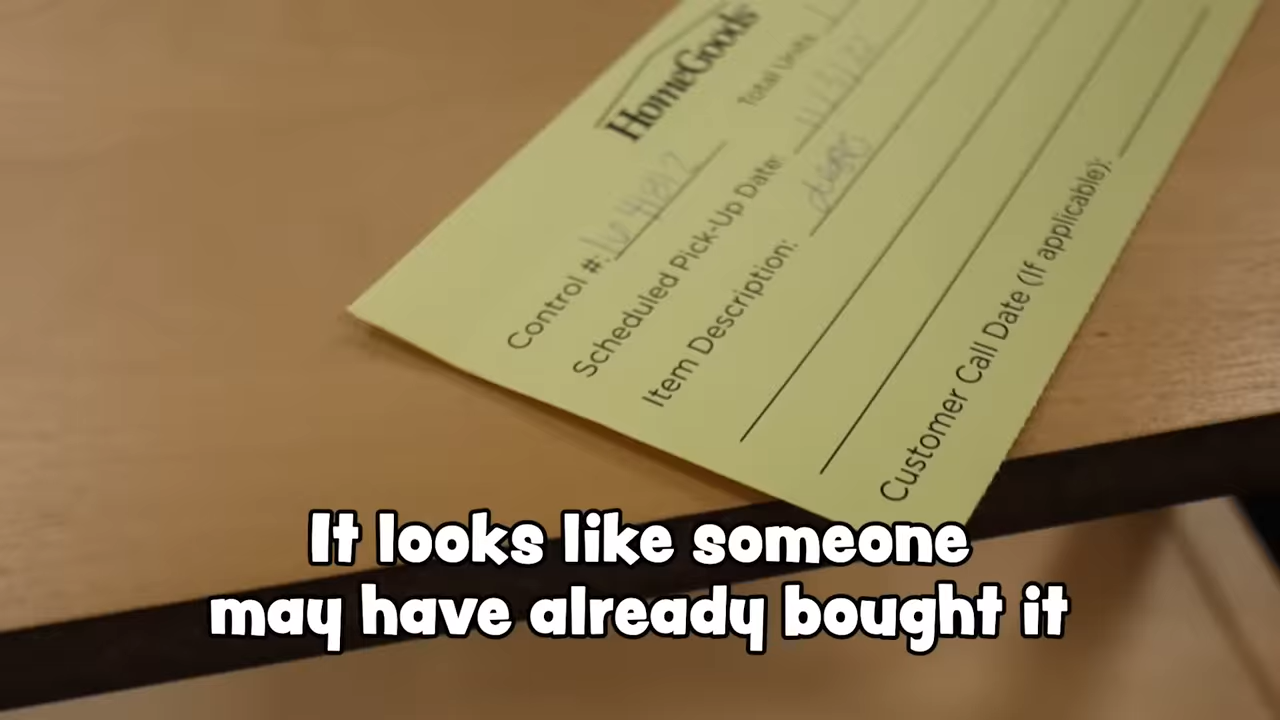 HomeGoods
Total Units
Control #:
Scheduled Pick-Up Date:
Item Description: desk
Customer Call Date (If applicable):
It looks like someone
may have already bought it